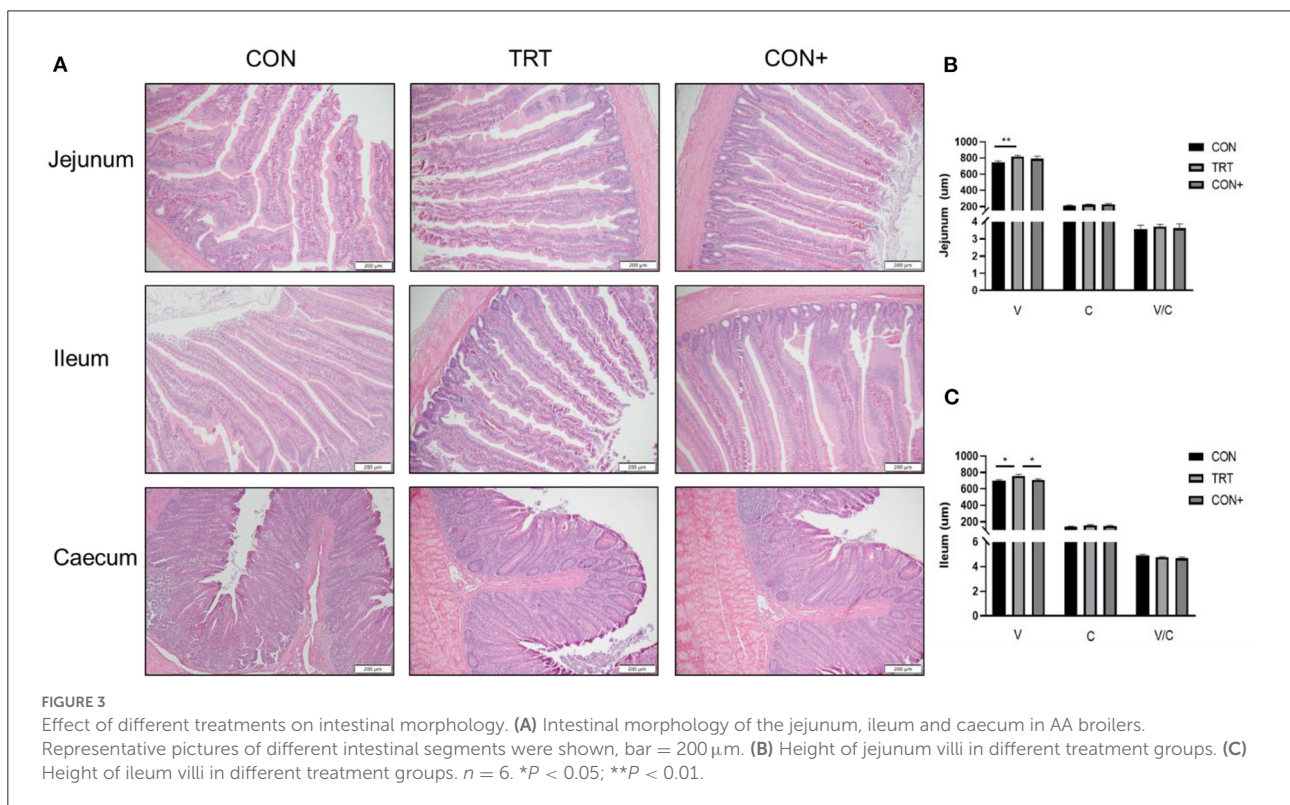 A
CON
TRT
CON+
Jejunum
200 µm
200 µm
200 µm
Ileum
200 µm
200 µm
200 µm
Caecum
200 µm
200 µm
200 µm
B
Jejunum (um)
1000
800
600
400
200
4
3
2
1
0
**
V
C
V/C
CON
TRT
CON+
C
Ileum (um)
1000
800
600
400
200
6
4
2
0
*
*
V
C
V/C
CON
TRT
CON+
FIGURE 3
Effect of different treatments on intestinal morphology. (A) Intestinal morphology of the jejunum, ileum and caecum in AA broilers.
Representative pictures of different intestinal segments were shown, bar = 200 µm. (B) Height of jejunum villi in different treatment groups. (C)
Height of ileum villi in different treatment groups. n = 6. *P < 0.05; **P < 0.01.